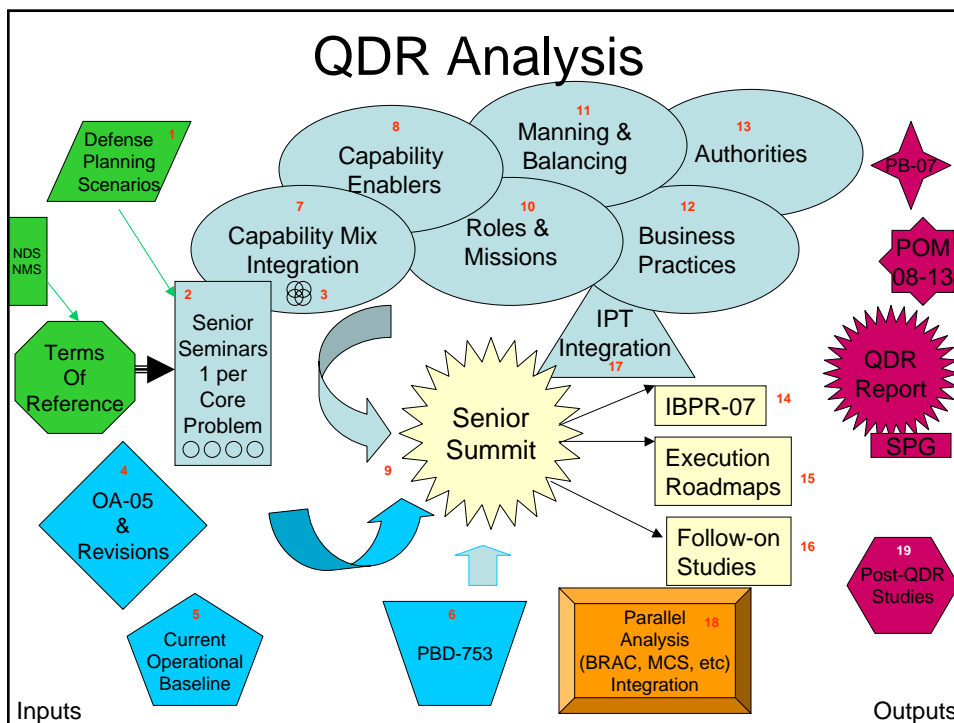 QDR Analysis
1
Defense
Planning
Scenarios
8
Capability
Enablers
11
Manning &
Balancing
13
Authorities
PB-07
7
Capability Mix
Integration
3
10
Roles &
Missions
12
Business
Practices
POM
08-13
NDS
NMS
2
Senior
Seminars
1 per
Core
Problem
Terms
Of
Reference
IPT
Integration
17
QDR
Report
SPG
Senior
Summit
9
IBPR-07
14
Execution
Roadmaps
15
Follow-on
Studies
16
4
OA-05
&
Revisions
5
Current
Operational
Baseline
6
PBD-753
Parallel
Analysis
18
(BRAC, MCS, etc)
Integration
19
Post-QDR
Studies
Inputs
Outputs